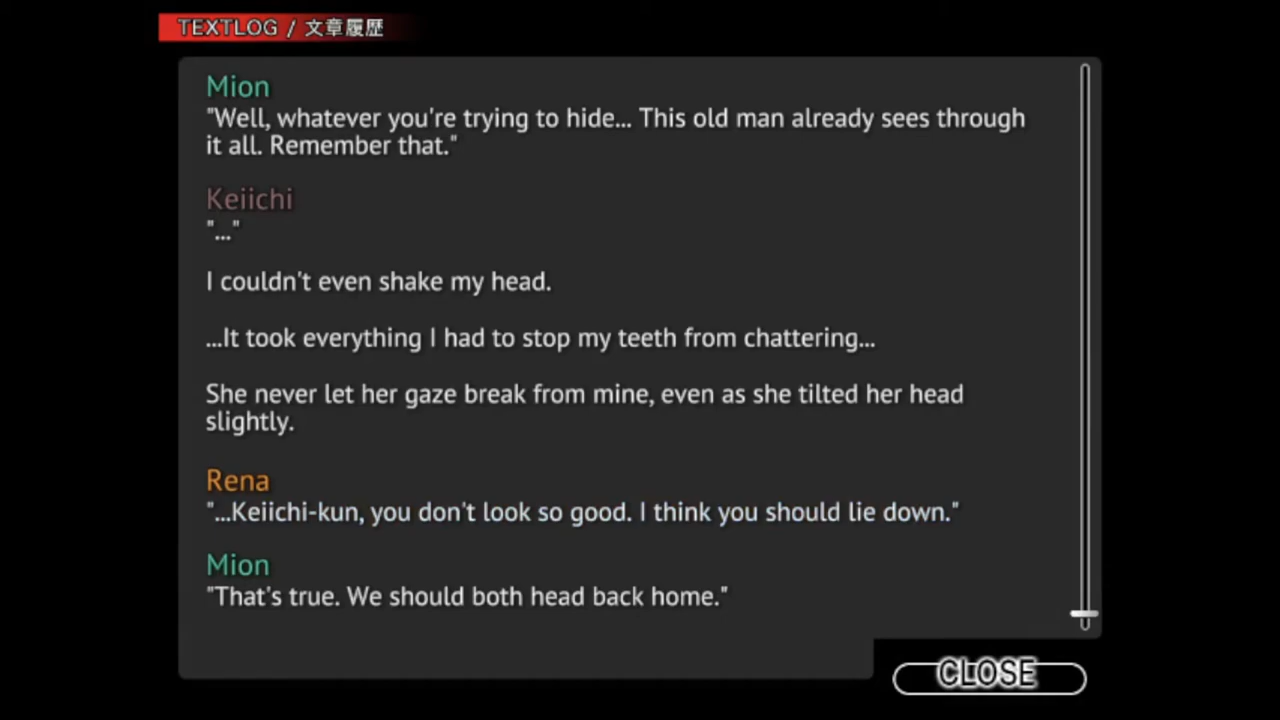 TEXTLOG / 文章履歴
Mion
"Well, whatever you're trying to hide... This old man already sees through
it all. Remember that."
Keiichi
"..."
I couldn't even shake my head.
...It took everything I had to stop my teeth from chattering...
She never let her gaze break from mine, even as she tilted her head
slightly.
Rena
"...Keiichi-kun, you don't look so good. I think you should lie down."
Mion
"That's true. We should both head back home."
CLOSE